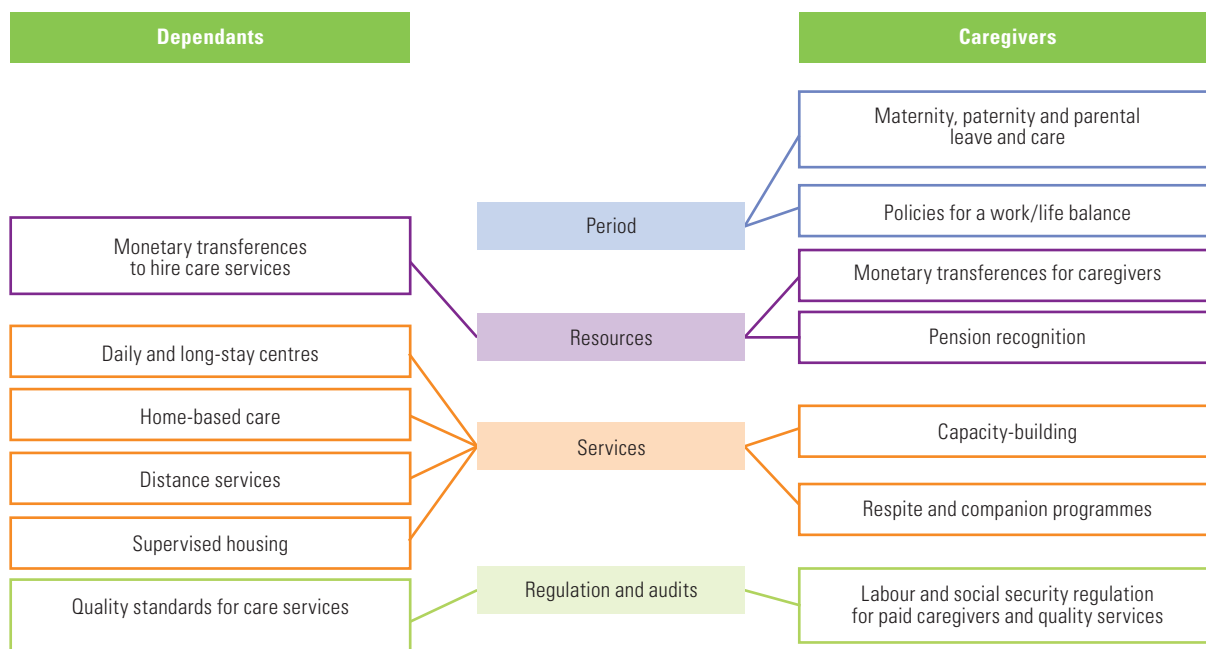 Dependants
Monetary transferences
to hire care services
Daily and long-stay centres
Home-based care
Distance services
Supervised housing
Quality standards for care services
Period
Resources
Services
Regulation and audits
Caregivers
Maternity, paternity and parental
leave and care
Policies for a work/life balance
Monetary transferences for caregivers
Pension recognition
Capacity-building
Respite and companion programmes
Labour and social security regulation
for paid caregivers and quality services